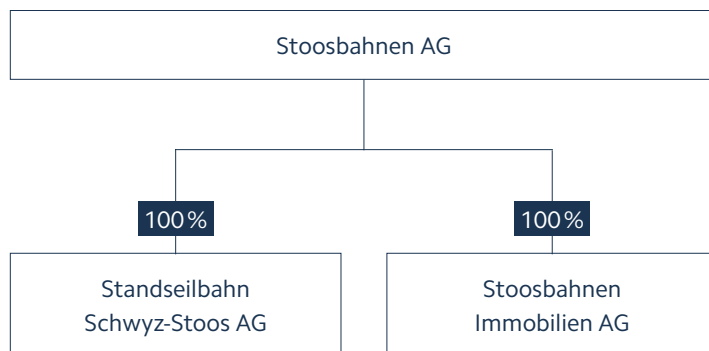 Stoosbahnen AG
100 %
100 %
Standseilbahn
Schwyz-Stoos AG
Stoosbahnen
Immobilien AG